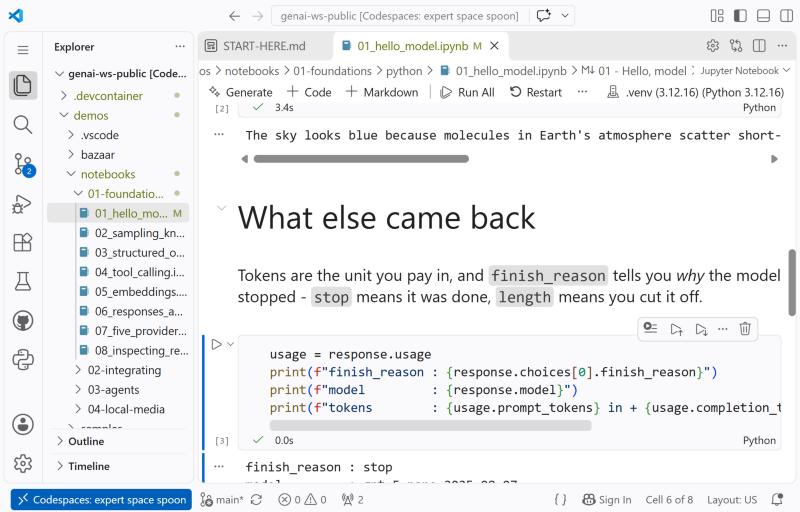 genai-ws-public [Codespaces: expert space spoon]
Explorer
START-HERE.md
01_hello_model.ipynb M
genai-ws-public [Code...
.devcontainer
demos
.vscode
bazaar
notebooks
01-foundatio...
01_hello_mo... M
02_sampling_kn...
03_structured_o...
04_tool_calling.i...
05_embeddings....
06_responses_a...
07_five_provider...
08_inspecting_re...
02-integrating
03-agents
04-local-media
Outline
Timeline
2
os > notebooks > 01-foundations > python > 01_hello_model.ipynb > M↓ 01 - Hello, model
Jupyter Notebook
Generate + Code + Markdown Run All Restart ... .venv (3.12.16) (Python 3.12.16)
[2] 3.4s Python
The sky looks blue because molecules in Earth's atmosphere scatter short-
What else came back
Tokens are the unit you pay in, and finish_reason tells you why the model
stopped - stop means it was done, length means you cut it off.
usage = response.usage
print(f"finish_reason : {response.choices[0].finish_reason}")
print(f"model         : {response.model}")
print(f"tokens        : {usage.prompt_tokens} in + {usage.completion_t
[3] 0.0s Python
finish_reason : stop
Codespaces: expert space spoon main* 0 0 2 Sign In Cell 6 of 8 Layout: US